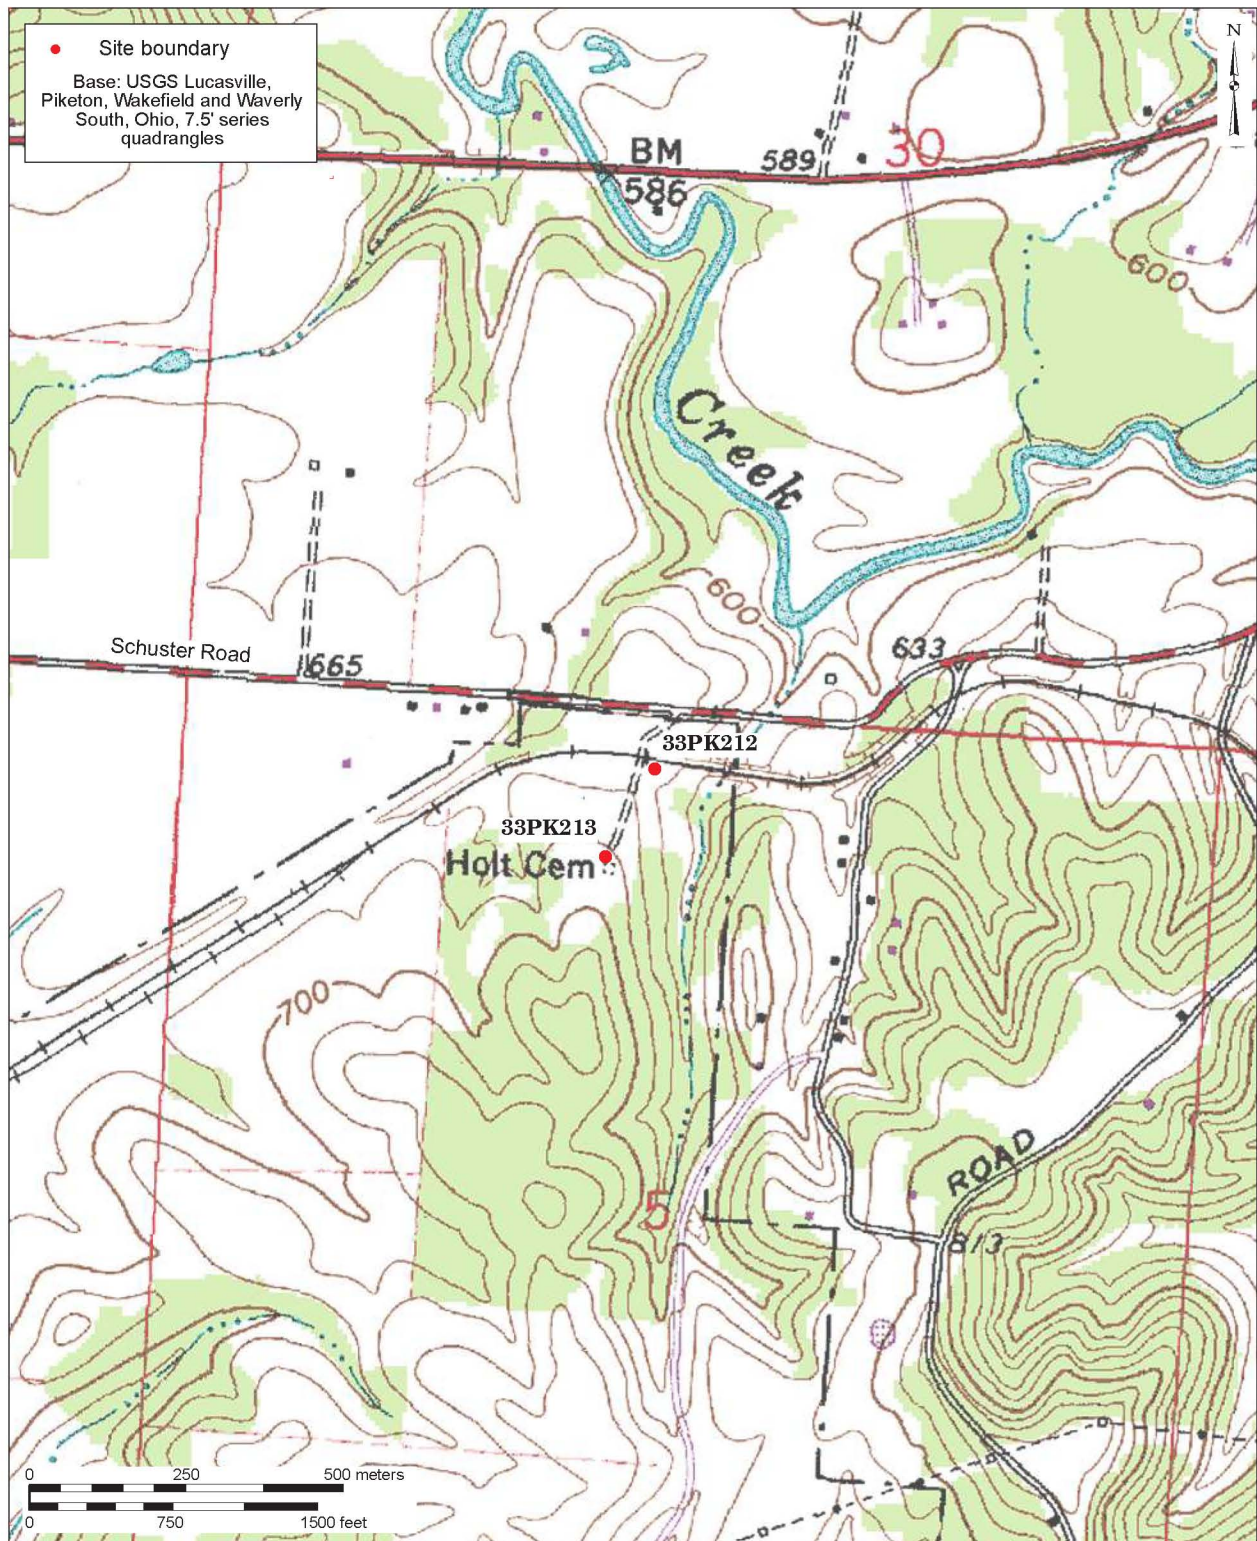 N
Site boundary
Base: USGS Lucasville,
Piketon, Wakefield and Waverly
South, Ohio, 7.5' series
quadrangles
BM
586
589
30
600
Creek
600
Schuster Road
665
633
33PK212
33PK213
Holt Cem
700
ROAD
5
813
0 250 500 meters
0 750 1500 feet